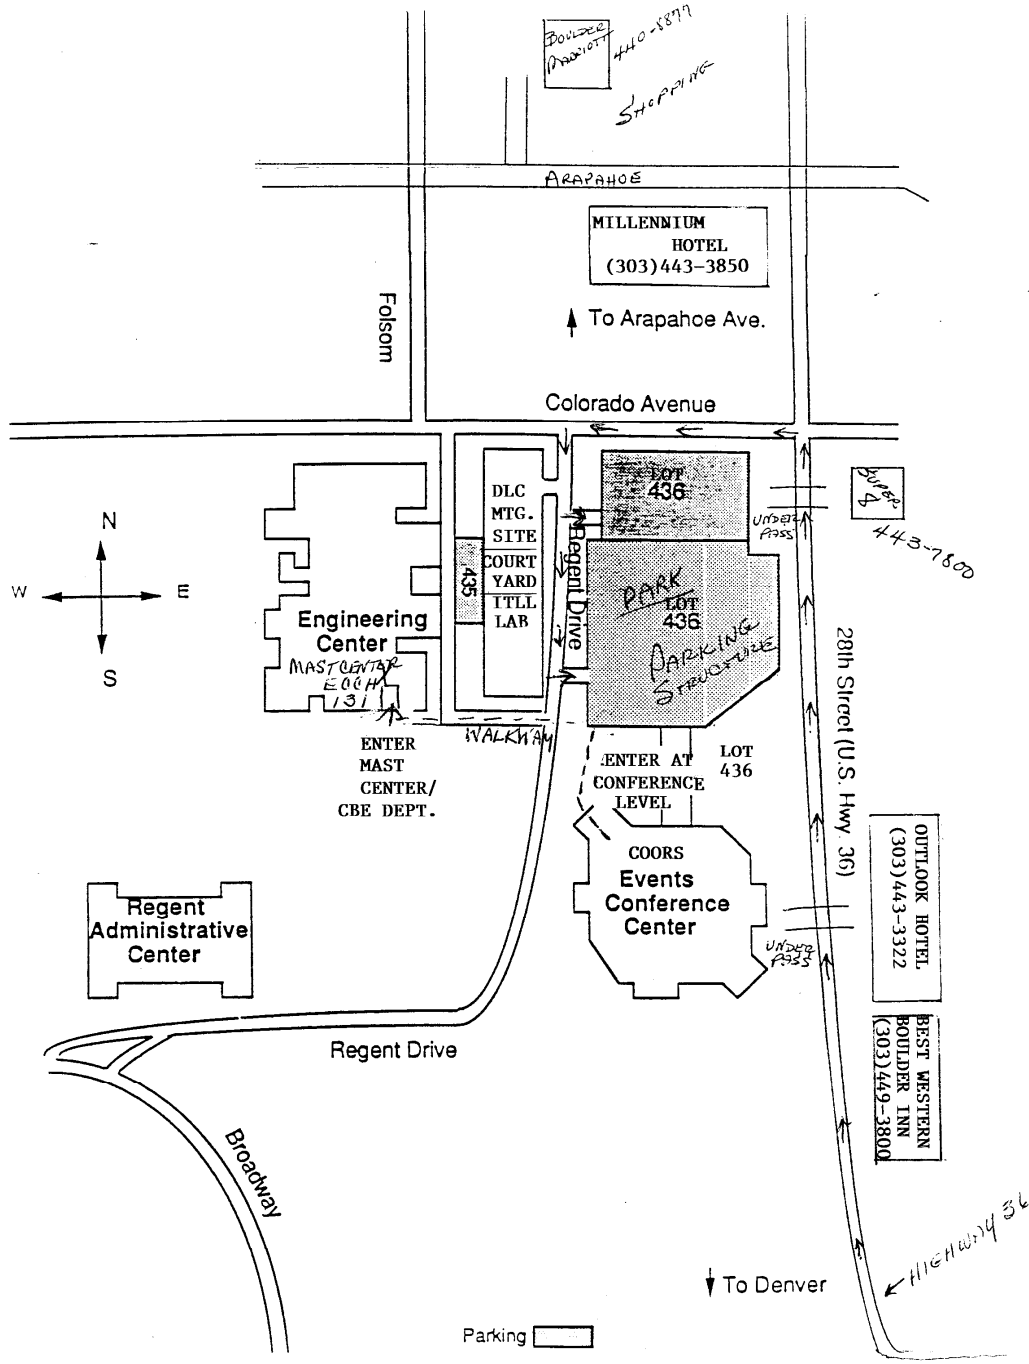 BOULDER
MARRIOTT
440-8877
SHOPPING
ARAPAHOE
MILLENNIUM
HOTEL
(303)443-3850
Folsom
To Arapahoe Ave.
Colorado Avenue
LOT
436
DLC
MTG.
SITE
COURT
YARD
ITLL
LAB
435
Regent Drive
UNDER
PASS
SUPER
8
443-7800
N
W
E
S
Engineering
Center
MAST CENTER
ECCH
131
PARK
LOT
436
PARKING
STRUCTURE
28th Street (U.S. Hwy. 36)
WALKWAY
ENTER
MAST
CENTER/
CBE DEPT.
ENTER AT
CONFERENCE
LEVEL
LOT
436
COORS
Events
Conference
Center
OUTLOOK HOTEL
(303)443-3322
Regent
Administrative
Center
UNDER
PASS
BEST WESTERN
BOULDER INN
(303)449-3800
Regent Drive
Broadway
HIGHWAY 36
To Denver
Parking